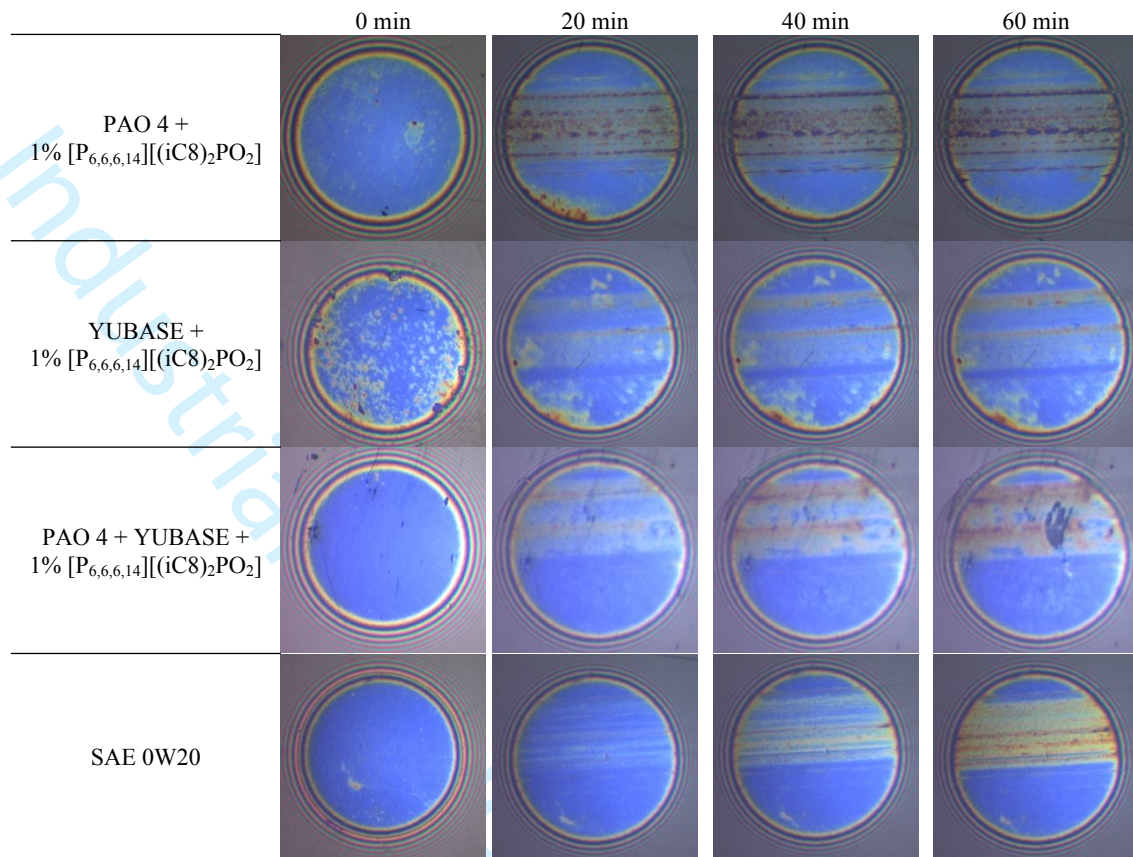 0 min 20 min 40 min 60 min
PAO 4 +
1% [P6,6,6,14][(iC8)2PO2]
YUBASE +
1% [P6,6,6,14][(iC8)2PO2]
PAO 4 + YUBASE +
1% [P6,6,6,14][(iC8)2PO2]
SAE 0W20
Industrial